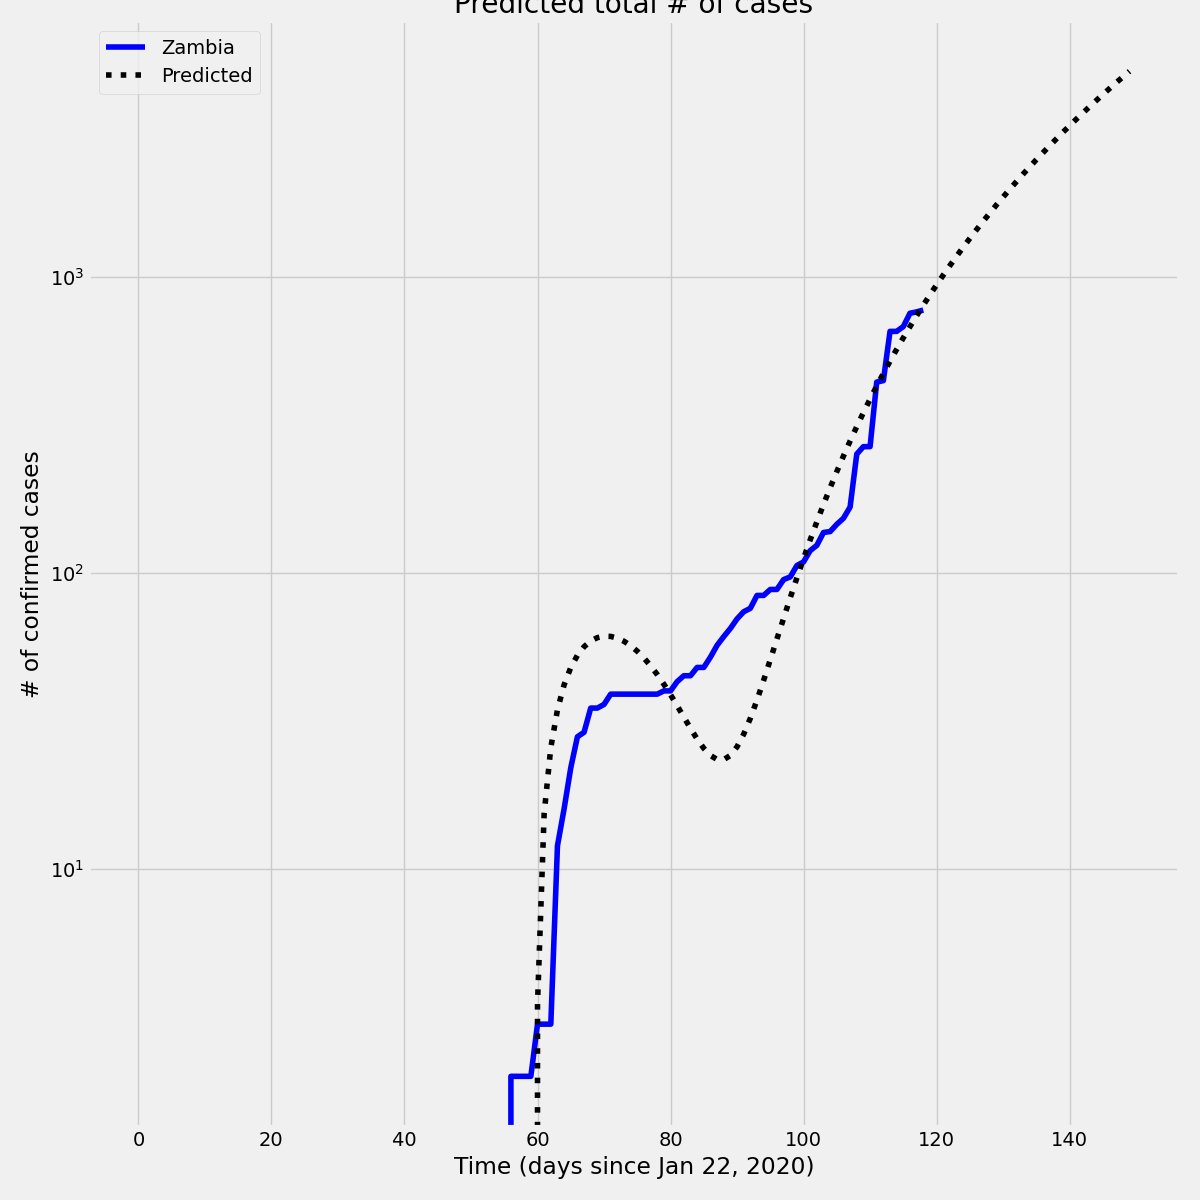 Predicted total # of cases
Zambia
Predicted
10³
10²
10¹
# of confirmed cases
0 20 40 60 80 100 120 140
Time (days since Jan 22, 2020)